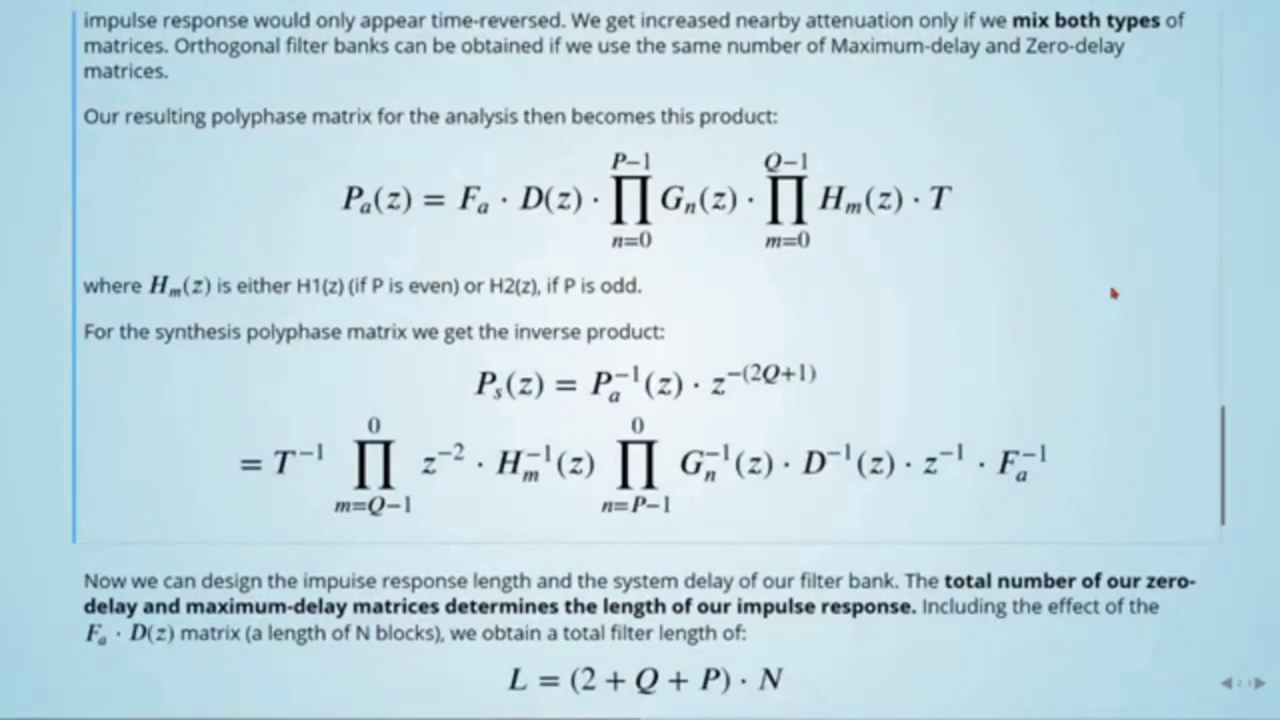 impulse response would only appear time-reversed. We get increased nearby attenuation only if we mix both types of
matrices. Orthogonal filter banks can be obtained if we use the same number of Maximum-delay and Zero-delay
matrices.
Our resulting polyphase matrix for the analysis then becomes this product:
P_a(z) = F_a · D(z) · ∏_{n=0}^{P−1} G_n(z) · ∏_{m=0}^{Q−1} H_m(z) · T
where H_m(z) is either H1(z) (if P is even) or H2(z), if P is odd.
For the synthesis polyphase matrix we get the inverse product:
P_s(z) = P_a^{−1}(z) · z^{−(2Q+1)}
= T^{−1} ∏_{m=Q−1}^{0} z^{−2} · H_m^{−1}(z) ∏_{n=P−1}^{0} G_n^{−1}(z) · D^{−1}(z) · z^{−1} · F_a^{−1}
Now we can design the impulse response length and the system delay of our filter bank. The total number of our zero-
delay and maximum-delay matrices determines the length of our impulse response. Including the effect of the
F_a · D(z) matrix (a length of N blocks), we obtain a total filter length of:
L = (2 + Q + P) · N